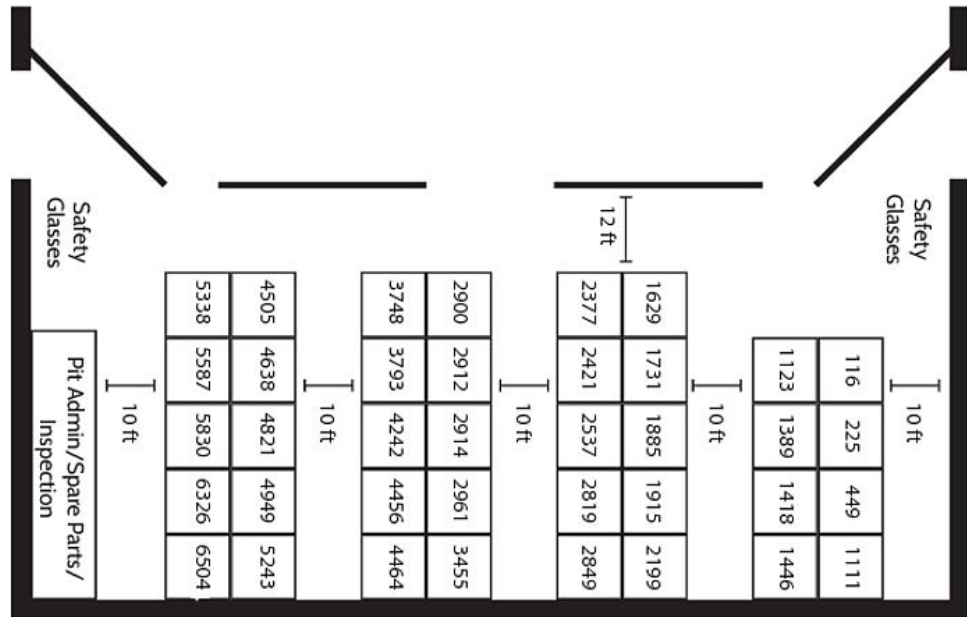 Safety
Glasses
Safety
Glasses
12 ft
5338 4505 3748 2900 2377 1629
5587 4638 3793 2912 2421 1731 1123 116
5830 4821 4242 2914 2537 1885 1389 225
6326 4949 4456 2961 2819 1915 1418 449
6504 5243 4464 3455 2849 2199 1446 1111
10 ft
10 ft
10 ft
10 ft
10 ft
Pit Admin/Spare Parts/
Inspection